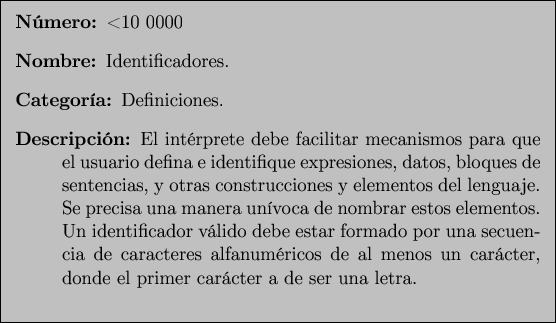 Número: <10 0000
Nombre: Identificadores.
Categoría: Definiciones.
Descripción: El intérprete debe facilitar mecanismos para que
el usuario defina e identifique expresiones, datos, bloques de
sentencias, y otras construcciones y elementos del lenguaje.
Se precisa una manera unívoca de nombrar estos elementos.
Un identificador válido debe estar formado por una secuen-
cia de caracteres alfanuméricos de al menos un carácter,
donde el primer carácter a de ser una letra.